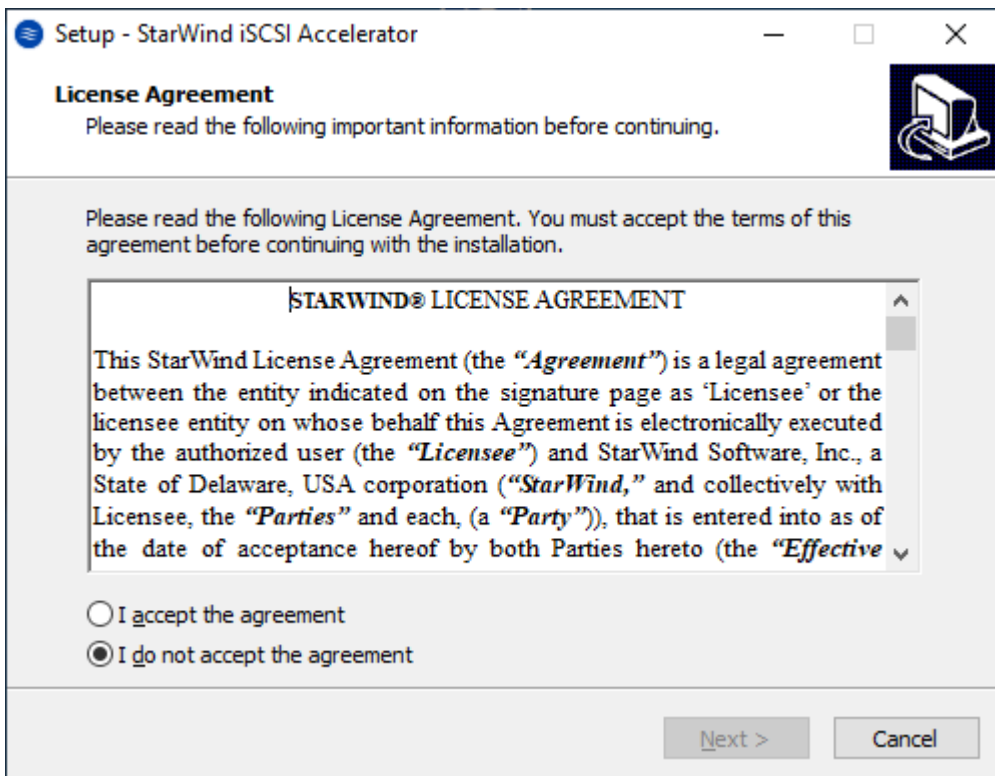 Setup - StarWind iSCSI Accelerator
License Agreement
Please read the following important information before continuing.
Please read the following License Agreement. You must accept the terms of this
agreement before continuing with the installation.
STARWIND® LICENSE AGREEMENT
This StarWind License Agreement (the “Agreement”) is a legal agreement
between the entity indicated on the signature page as ‘Licensee’ or the
licensee entity on whose behalf this Agreement is electronically executed
by the authorized user (the “Licensee”) and StarWind Software, Inc., a
State of Delaware, USA corporation (“StarWind,” and collectively with
Licensee, the “Parties” and each, (a “Party”)), that is entered into as of
the date of acceptance hereof by both Parties hereto (the “Effective
I accept the agreement
I do not accept the agreement
Next >
Cancel